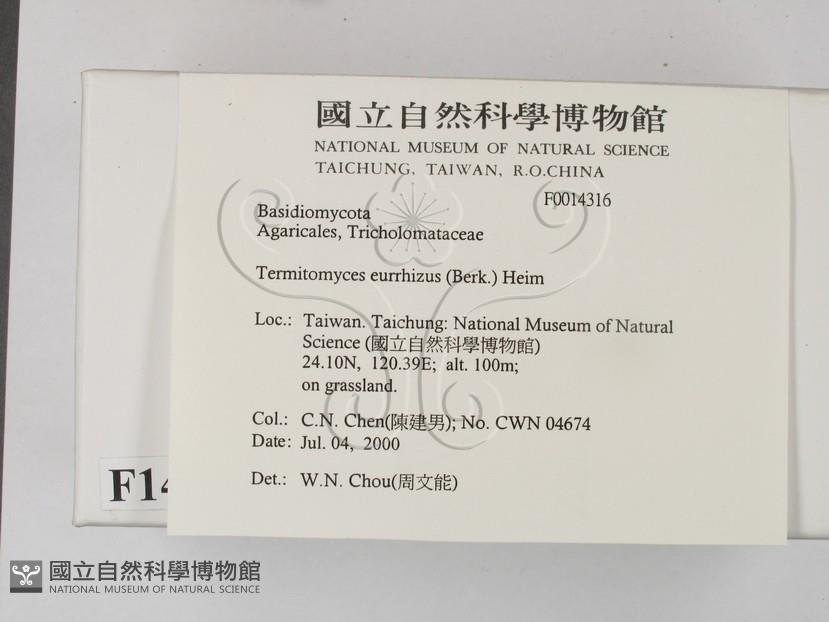 國立自然科學博物館
NATIONAL MUSEUM OF NATURAL SCIENCE
TAICHUNG, TAIWAN, R.O.CHINA
F0014316
Basidiomycota
Agaricales, Tricholomataceae
Termitomyces eurrhizus (Berk.) Heim
Loc.: Taiwan. Taichung: National Museum of Natural
Science (國立自然科學博物館)
24.10N, 120.39E; alt. 100m;
on grassland.
Col.: C.N. Chen(陳建男); No. CWN 04674
Date: Jul. 04, 2000
Det.: W.N. Chou(周文能)
F14
國立自然科學博物館
NATIONAL MUSEUM OF NATURAL SCIENCE